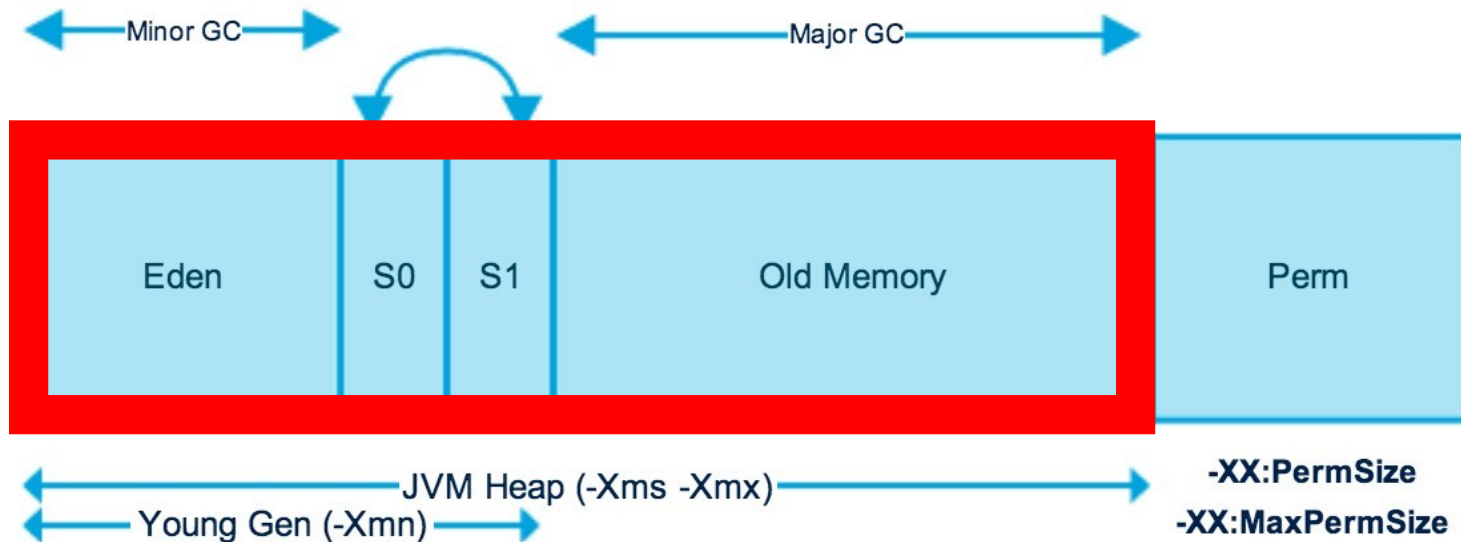 Minor GC
Major GC
Eden
S0
S1
Old Memory
Perm
JVM Heap (-Xms -Xmx)
Young Gen (-Xmn)
-XX:PermSize
-XX:MaxPermSize